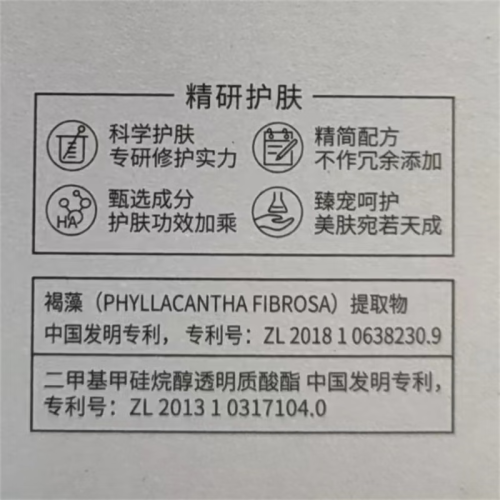 精研护肤
科学护肤
专研修护实力
精简配方
不作冗余添加
HA
甄选成分
护肤功效加乘
臻宠呵护
美肤宛若天成
褐藻（PHYLLACANTHA FIBROSA）提取物
中国发明专利， 专利号：ZL 2018 1 0638230.9
二甲基甲硅烷醇透明质酸酯 中国发明专利，
专利号：ZL 2013 1 0317104.0